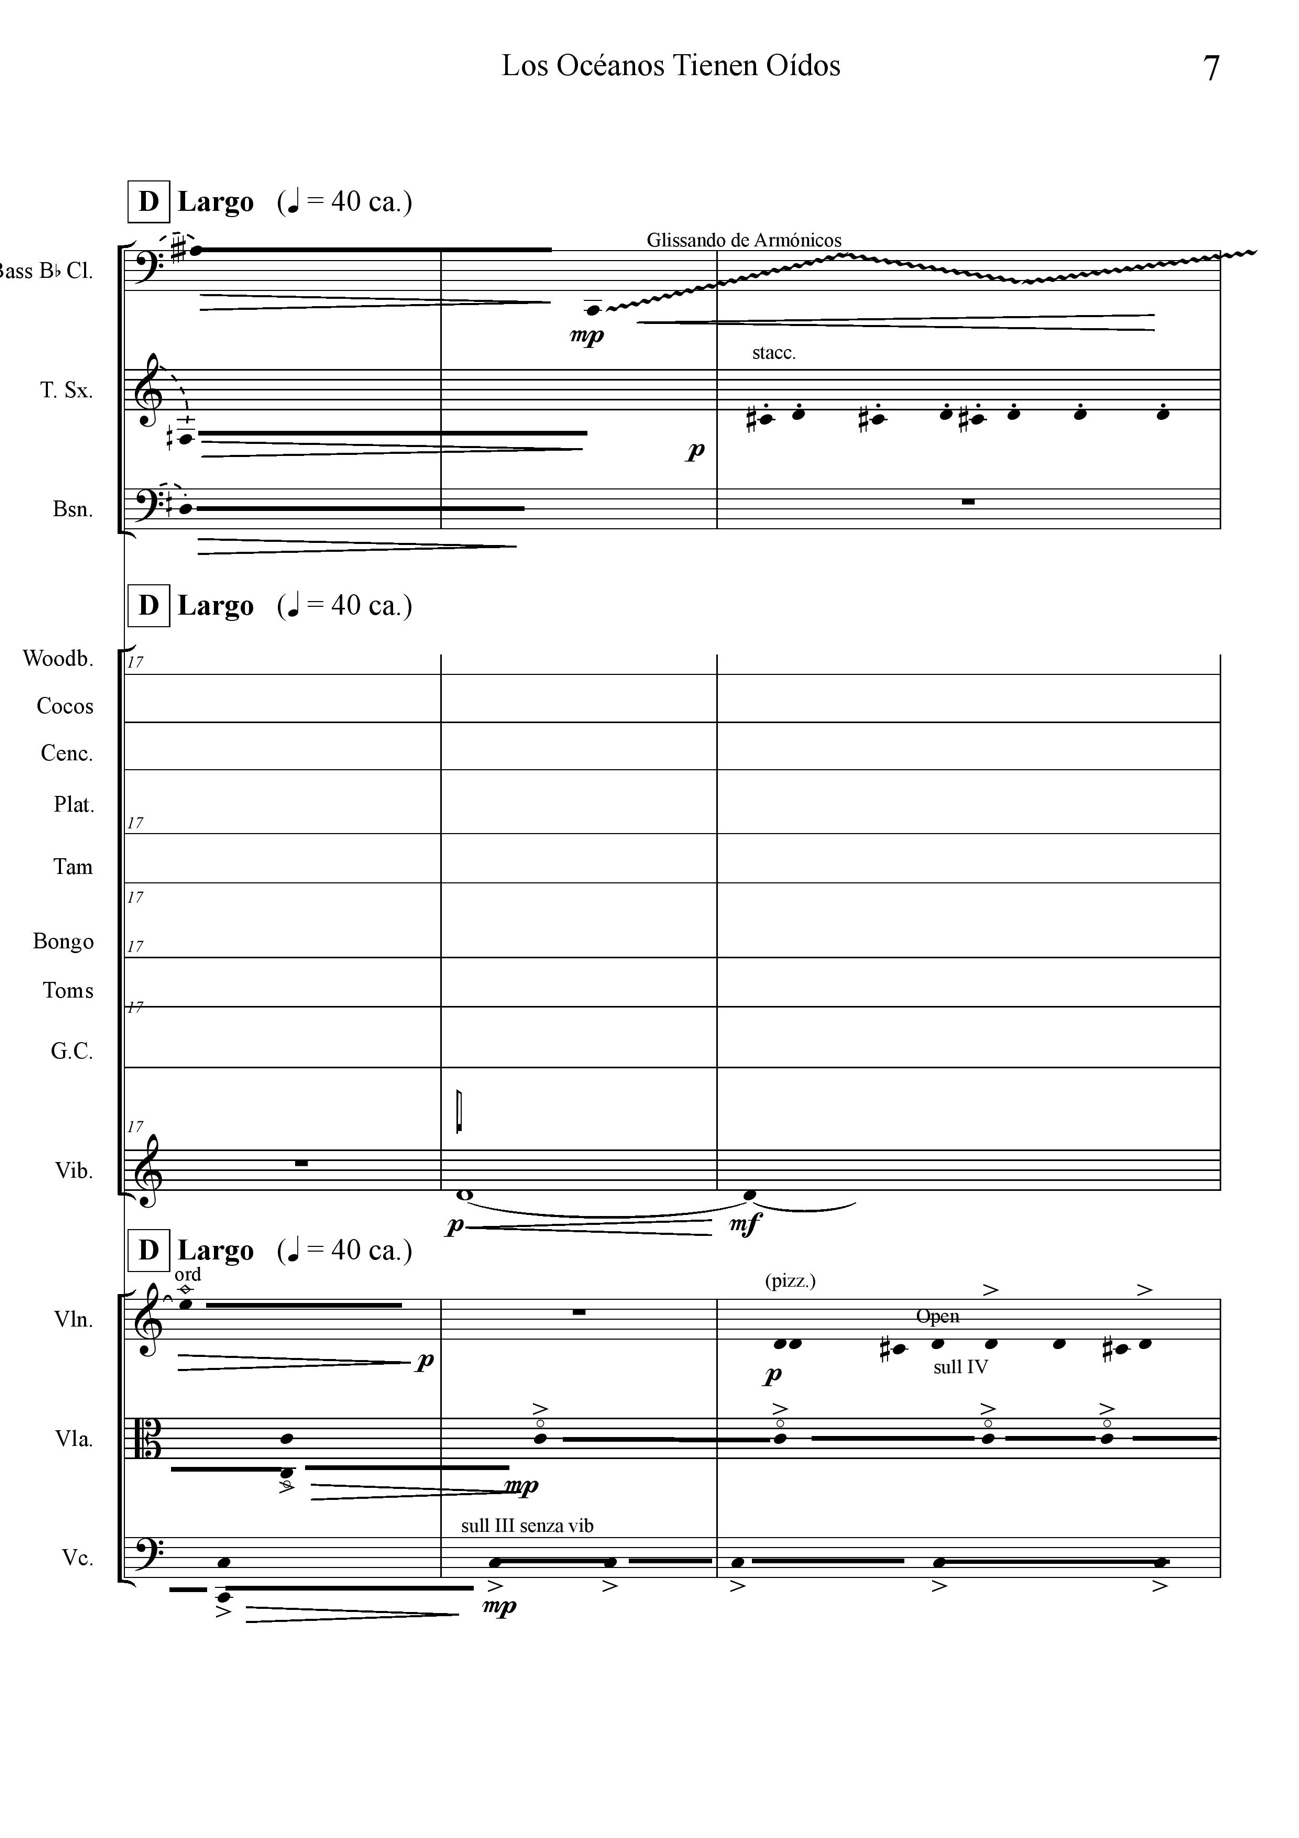 Los Océanos Tienen Oídos
7
D Largo (♩ = 40 ca.)
Bass B♭ Cl.
Glissando de Armónicos
mp
stacc.
T. Sx.
p
Bsn.
D Largo (♩ = 40 ca.)
Woodb.
17
Cocos
Cenc.
Plat.
17
Tam
17
Bongo
17
Toms
17
G.C.
17
Vib.
p
mf
D Largo (♩ = 40 ca.)
ord
(pizz.)
Vln.
Open
p
sull IV
p
Vla.
mp
sull III senza vib
Vc.
mp